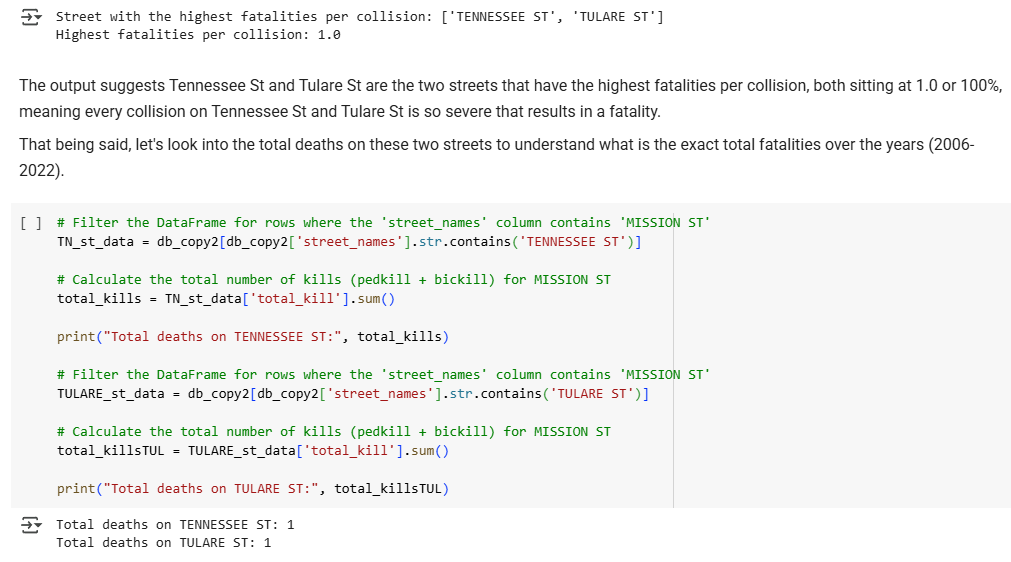 Street with the highest fatalities per collision: ['TENNESSEE ST', 'TULARE ST']
Highest fatalities per collision: 1.0
The output suggests Tennessee St and Tulare St are the two streets that have the highest fatalities per collision, both sitting at 1.0 or 100%,
meaning every collision on Tennessee St and Tulare St is so severe that results in a fatality.
That being said, let's look into the total deaths on these two streets to understand what is the exact total fatalities over the years (2006-
2022).
[ ] # Filter the DataFrame for rows where the 'street_names' column contains 'MISSION ST'
TN_st_data = db_copy2[db_copy2['street_names'].str.contains('TENNESSEE ST')]
# Calculate the total number of kills (pedkill + bickill) for MISSION ST
total_kills = TN_st_data['total_kill'].sum()
print("Total deaths on TENNESSEE ST:", total_kills)
# Filter the DataFrame for rows where the 'street_names' column contains 'MISSION ST'
TULARE_st_data = db_copy2[db_copy2['street_names'].str.contains('TULARE ST')]
# Calculate the total number of kills (pedkill + bickill) for MISSION ST
total_killsTUL = TULARE_st_data['total_kill'].sum()
print("Total deaths on TULARE ST:", total_killsTUL)
Total deaths on TENNESSEE ST: 1
Total deaths on TULARE ST: 1